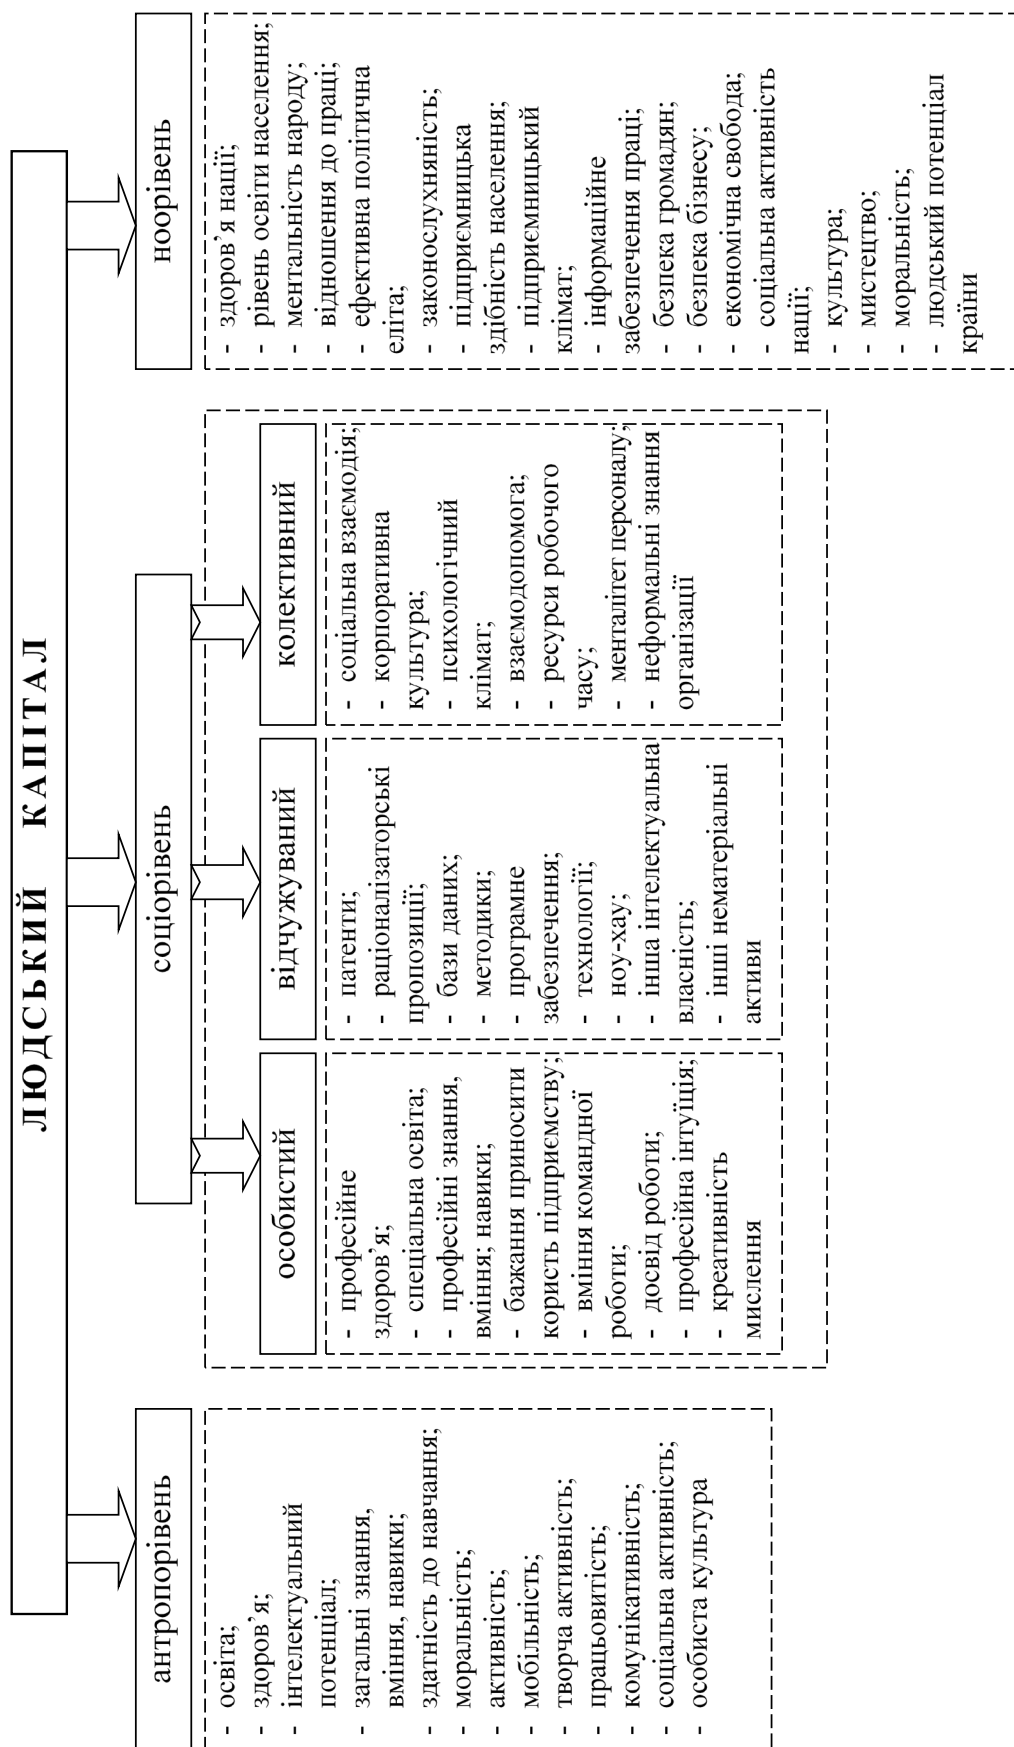 ЛЮДСЬКИЙ КАПІТАЛ
антропорівень
- освіта;
- здоров'я;
- інтелектуальний
потенціал;
- загальні знання,
вміння, навики;
- здатність до навчання;
- моральність;
- активність;
- мобільність;
- творча активність;
- працьовитість;
- комунікативність;
- соціальна активність;
- особиста культура
соціорівень
особистий
- професійне
здоров'я;
- спеціальна освіта;
- професійні знання,
вміння; навики;
- бажання приносити
користь підприємству;
- вміння командної
роботи;
- досвід роботи;
- професійна інтуїція;
- креативність
мислення
відчужуваний
- патенти;
- раціоналізаторські
пропозиції;
- бази даних;
- методики;
- програмне
забезпечення;
- технології;
- ноу-хау;
- інша інтелектуальна
власність;
- інші нематеріальні
активи
колективний
- соціальна взаємодія;
- корпоративна
культура;
- психологічний
клімат;
- взаємодопомога;
- ресурси робочого
часу;
- менталітет персоналу;
- неформальні знання
організації
ноорівень
- здоров'я нації;
- рівень освіти населення;
- ментальність народу;
- відношення до праці;
- ефективна політична
еліта;
- законослухняність;
- підприємницька
здібність населення;
- підприємницький
клімат;
- інформаційне
забезпечення праці;
- безпека громадян;
- безпека бізнесу;
- економічна свобода;
- соціальна активність
нації;
- культура;
- мистецтво;
- моральність;
- людський потенціал
країни